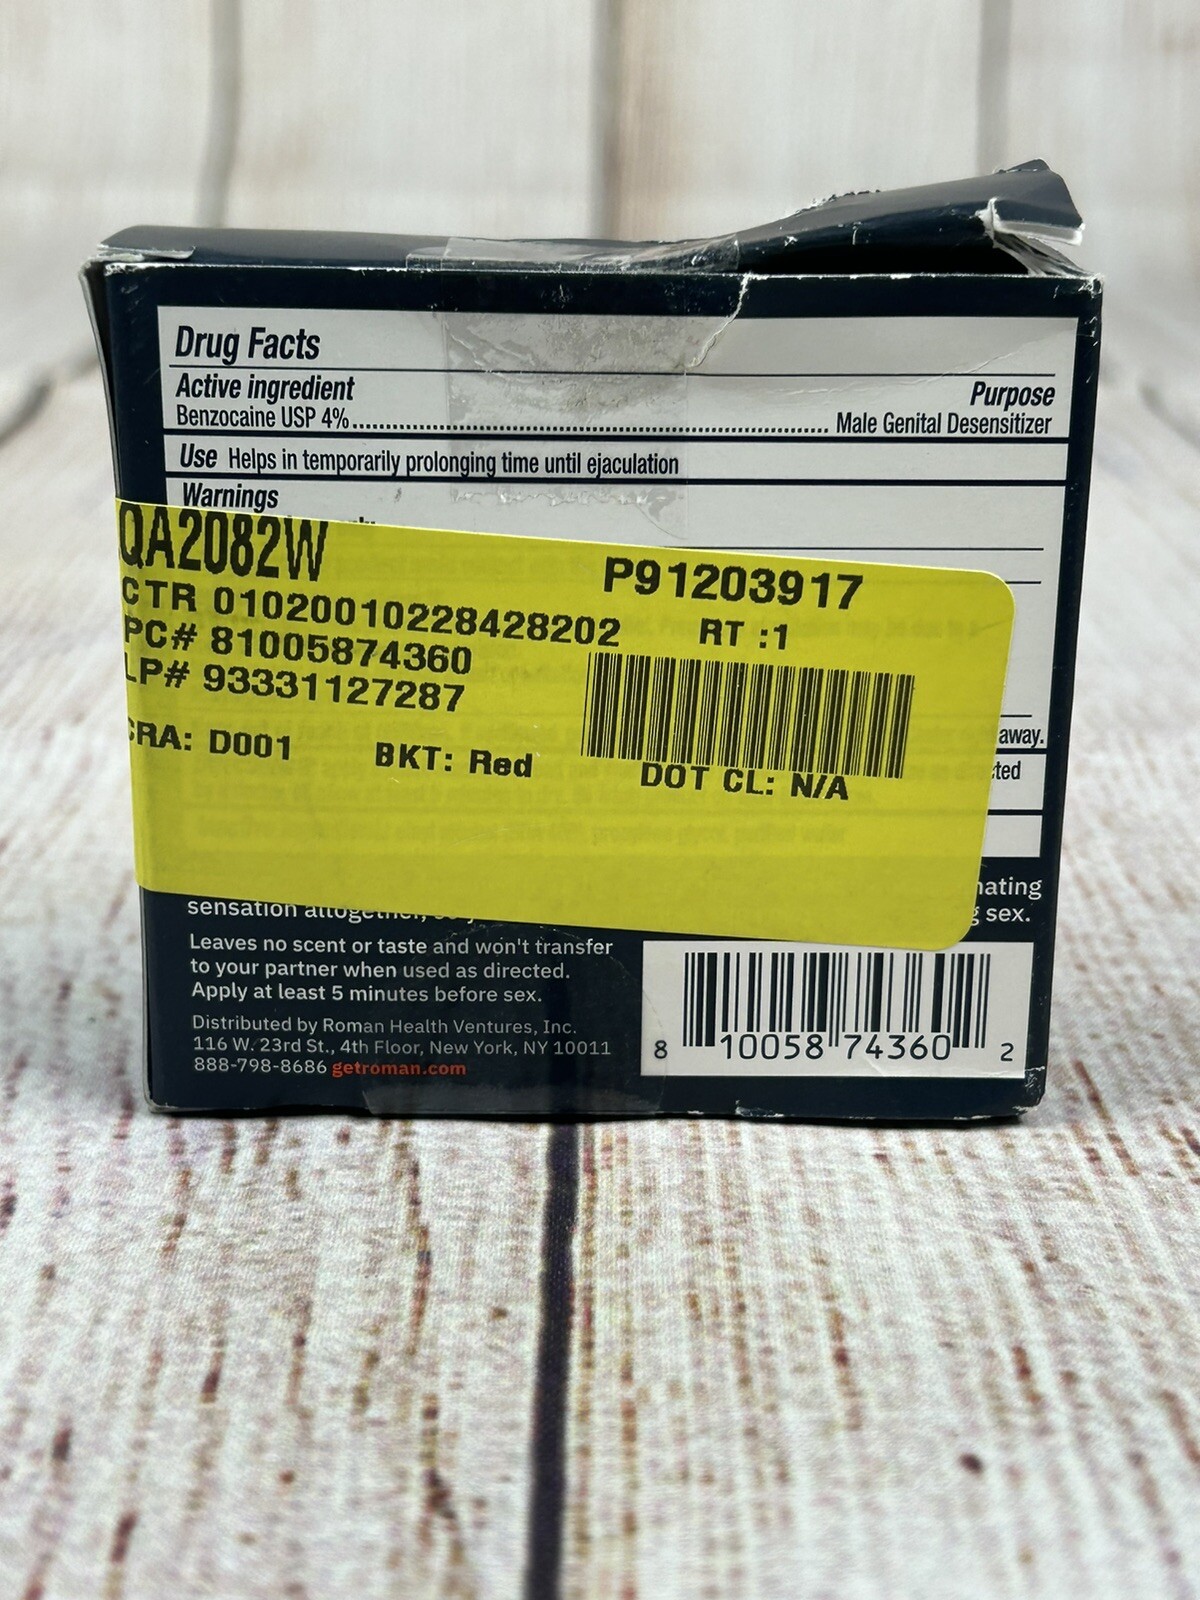 Drug Facts
Active ingredient Purpose
Benzocaine USP 4%........ Male Genital Desensitizer
Use Helps in temporarily prolonging time until ejaculation
Warnings
QA2082W
P91203917
CTR 01020010228428202
RT :1
PC# 81005874360
LP# 93331127287
CRA: D001 BKT: Red
DOT CL: N/A
away.
sensation altogether,
sex.
Leaves no scent or taste and won't transfer
to your partner when used as directed.
Apply at least 5 minutes before sex.
Distributed by Roman Health Ventures, Inc.
116 W. 23rd St., 4th Floor, New York, NY 10011
888-798-8686 getroman.com
8 10058 74360 2